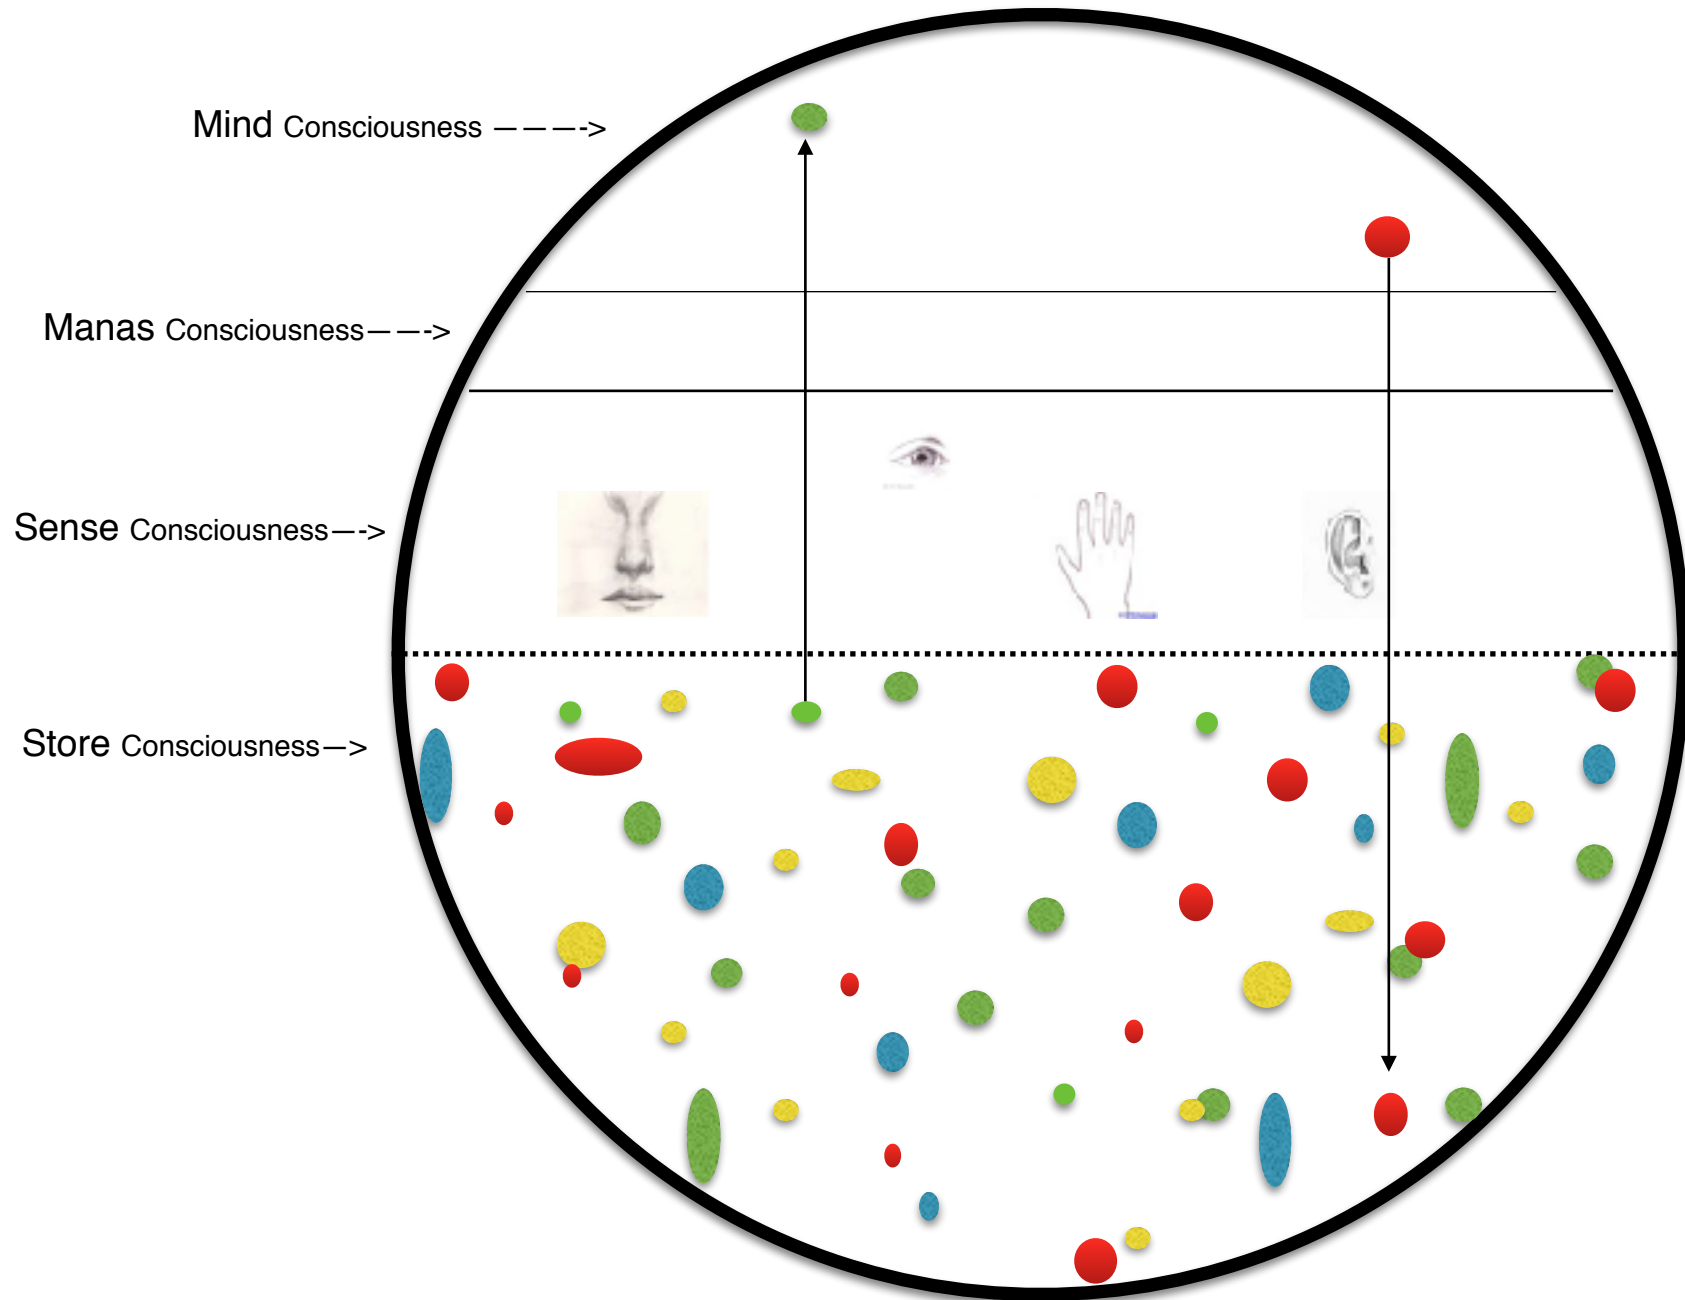 Mind Consciousness ———->
Manas Consciousness——->
Sense Consciousness—->
Store Consciousness—>